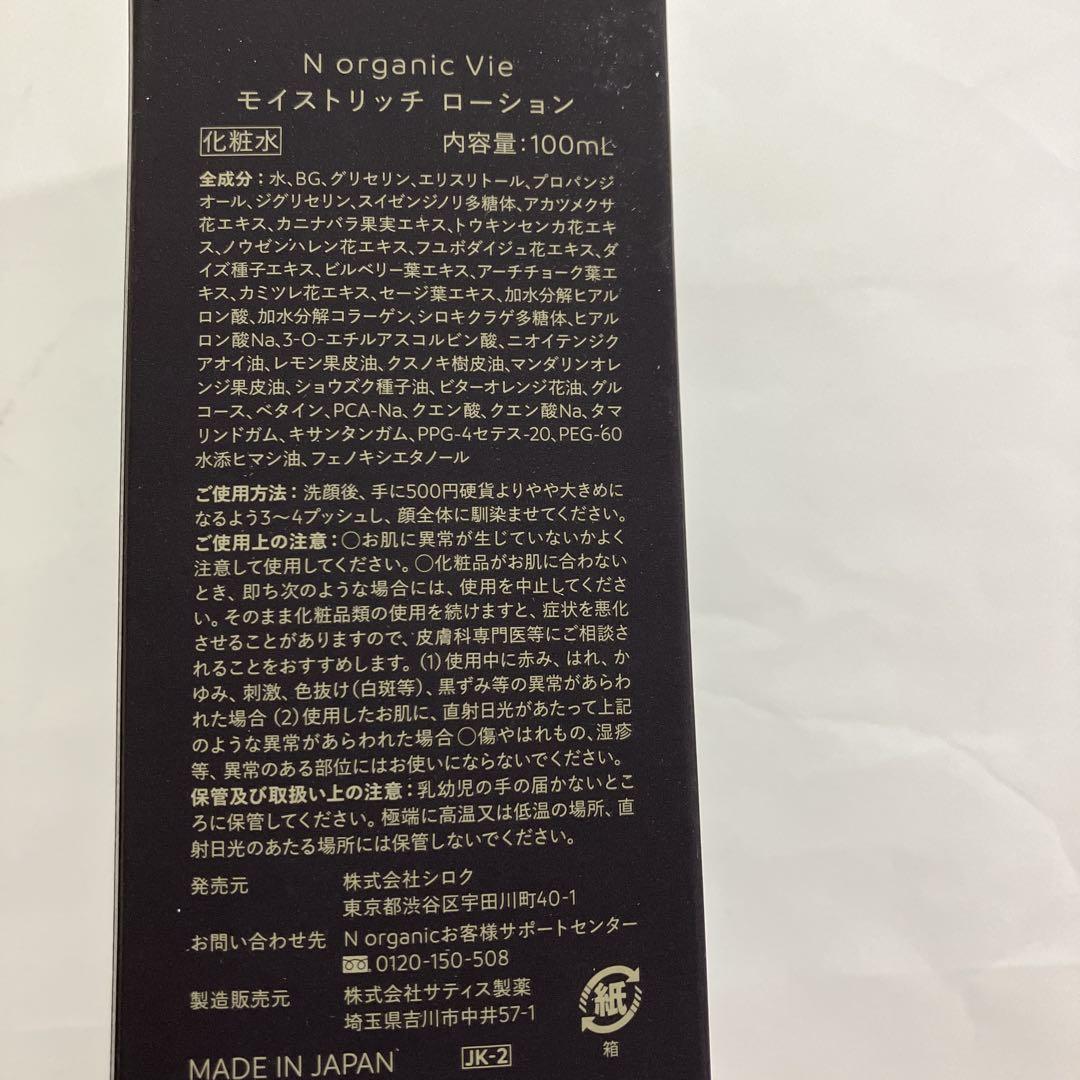 N organic Vie
モイストリッチ ローション
化粧水 内容量:100mL
全成分:水、BG、グリセリン、エリスリトール、プロパンジ
オール、ジグリセリン、スイゼンジノリ多糖体、アカツメクサ
花エキス、カニナバラ果実エキス、トウキンセンカ花エキ
ス、ノウゼンハレン花エキス、フユボダイジュ花エキス、ダ
イズ種子エキス、ビルベリー葉エキス、アーチチョーク葉エ
キス、カミツレ花エキス、セージ葉エキス、加水分解ヒアル
ロン酸、加水分解コラーゲン、シロキクラゲ多糖体、ヒアル
ロン酸Na、3-O-エチルアスコルビン酸、ニオイテンジク
アオイ油、レモン果皮油、クスノキ樹皮油、マンダリンオレ
ンジ果皮油、ショウズク種子油、ビターオレンジ花油、グル
コース、ベタイン、PCA-Na、クエン酸、クエン酸Na、タマ
リンドガム、キサンタンガム、PPG-4セテス-20、PEG-60
水添ヒマシ油、フェノキシエタノール
ご使用方法:洗顔後、手に500円硬貨よりやや大きめに
なるよう3〜4プッシュし、顔全体に馴染ませてください。
ご使用上の注意:○お肌に異常が生じていないかよく
注意して使用してください。○化粧品がお肌に合わない
とき、即ち次のような場合には、使用を中止してくださ
い。そのまま化粧品類の使用を続けますと、症状を悪化
させることがありますので、皮膚科専門医等にご相談さ
れることをおすすめします。(1)使用中に赤み、はれ、か
ゆみ、刺激、色抜け(白斑等)、黒ずみ等の異常があらわ
れた場合 (2)使用したお肌に、直射日光があたって上記
のような異常があらわれた場合 ○傷やはれもの、湿疹
等、異常のある部位にはお使いにならないでください。
保管及び取扱い上の注意:乳幼児の手の届かないとこ
ろに保管してください。極端に高温又は低温の場所、直
射日光のあたる場所には保管しないでください。
発売元 株式会社シロク
東京都渋谷区宇田川町40-1
お問い合わせ先 N organicお客様サポートセンター
0120-150-508
製造販売元 株式会社サティス製薬
埼玉県吉川市中井57-1
紙
箱
MADE IN JAPAN JK-2